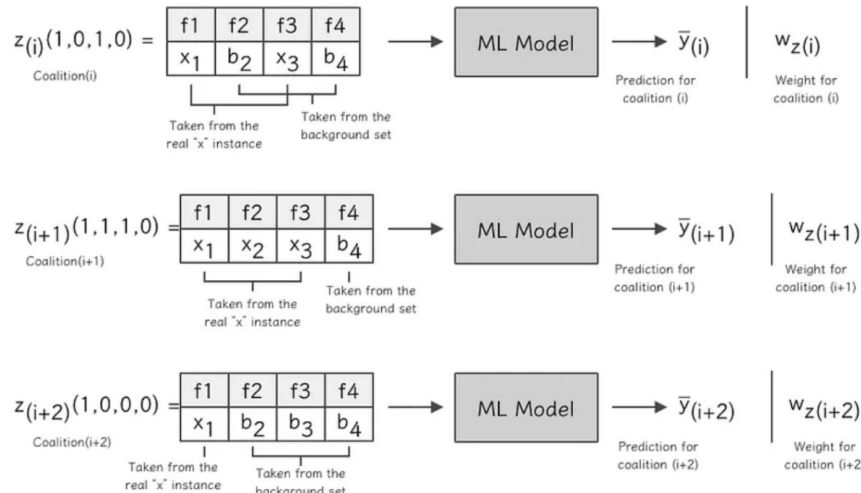 z(i)(1,0,1,0) = f1 f2 f3 f4 ML Model ȳ(i) wz(i)
x1 b2 x3 b4
Coalition(i)
Prediction for Weight for
coalition (i) coalition (i)
Taken from the Taken from the
real "x" instance background set
z(i+1)(1,1,1,0) = f1 f2 f3 f4 ML Model ȳ(i+1) wz(i+1)
x1 x2 x3 b4
Coalition(i+1)
Prediction for Weight for
coalition (i+1) coalition (i+1)
Taken from the Taken from the
real "x" instance background set
z(i+2)(1,0,0,0) = f1 f2 f3 f4 ML Model ȳ(i+2) wz(i+2)
x1 b2 b3 b4
Coalition(i+2)
Prediction for Weight for
coalition (i+2) coalition (i+2
Taken from the Taken from the
real "x" instance background set